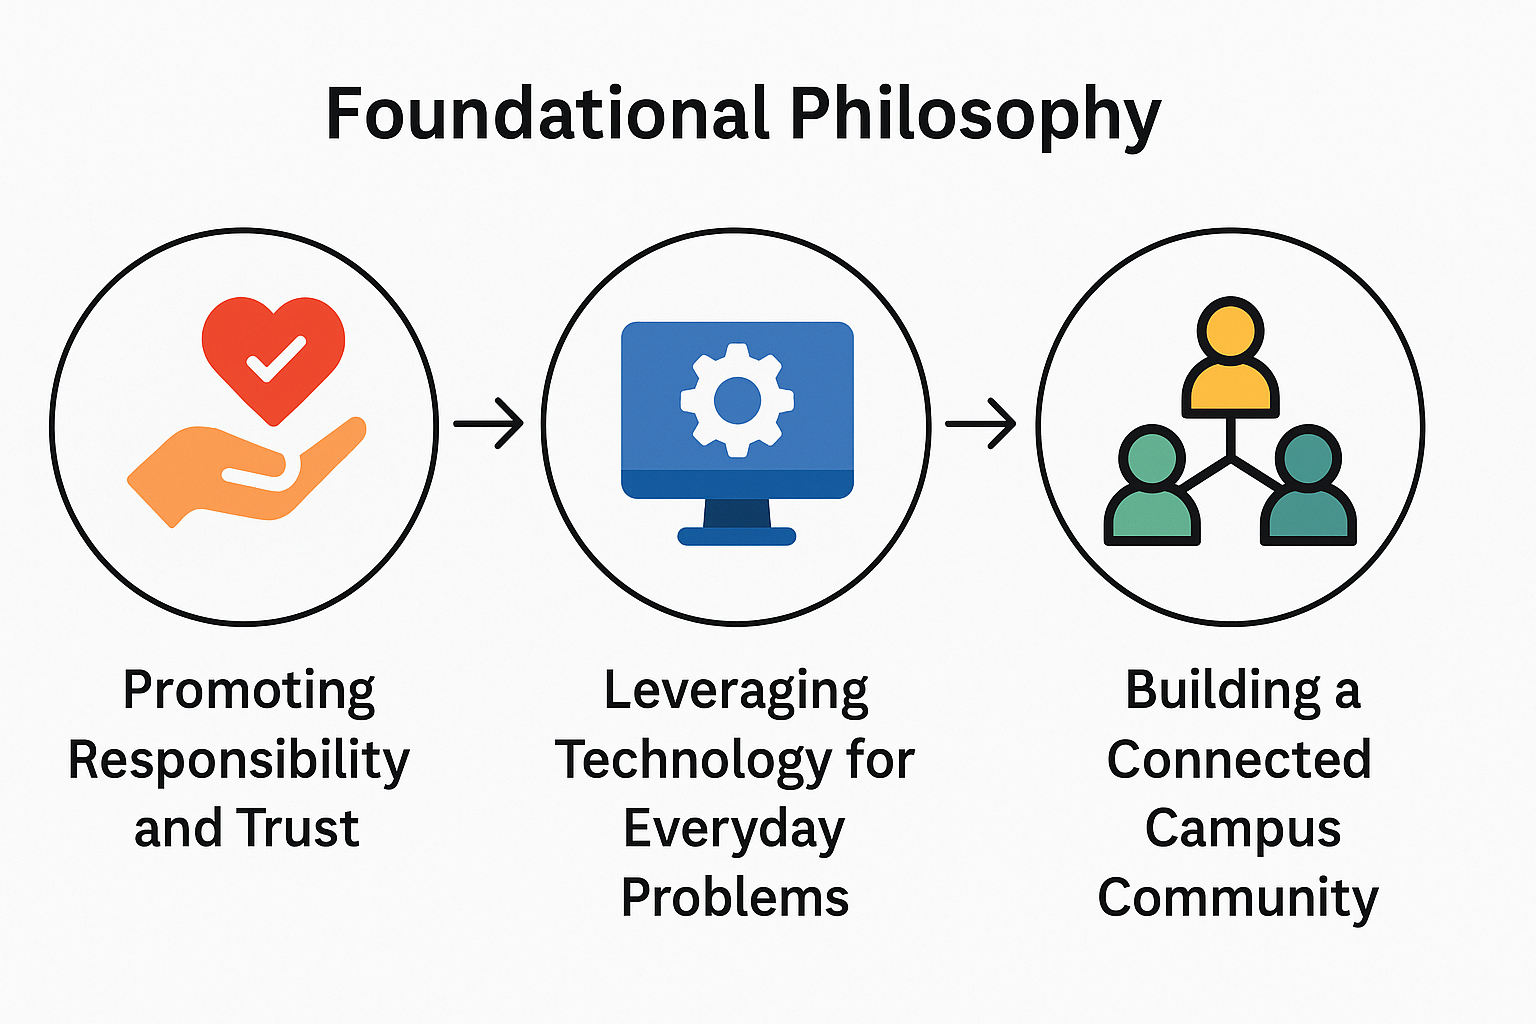 Foundational Philosophy
Promoting
Responsibility
and Trust
Leveraging
Technology for
Everyday
Problems
Building a
Connected
Campus
Community